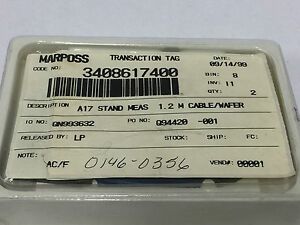 MARPOSS TRANSACTION TAG DATE:
CODE NO: 3408617400 09/14/99
BIN: 8
INV: I1
QTY: 2
DESCRIPTION A17 STAND MEAS 1.2 M CABLE/WAFER
IO NO: QN993632 PO NO: Q94420 -001
RELEASED BY: LP STOCK: SHIP: FC:
NOTE: VEND#: 00001
AC/F 0146-0356